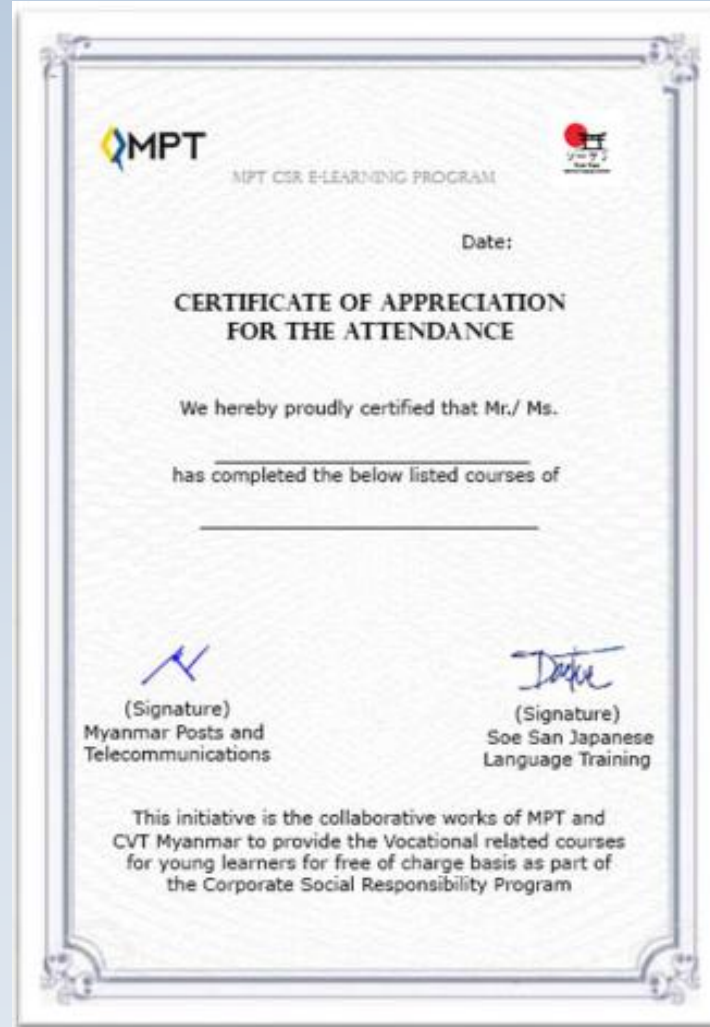 MPT
MPT CSR E-LEARNING PROGRAM
Date:
CERTIFICATE OF APPRECIATION
FOR THE ATTENDANCE
We hereby proudly certified that Mr./ Ms.
has completed the below listed courses of
(Signature)
Myanmar Posts and
Telecommunications
(Signature)
Soe San Japanese
Language Training
This initiative is the collaborative works of MPT and
CVT Myanmar to provide the Vocational related courses
for young learners for free of charge basis as part of
the Corporate Social Responsibility Program